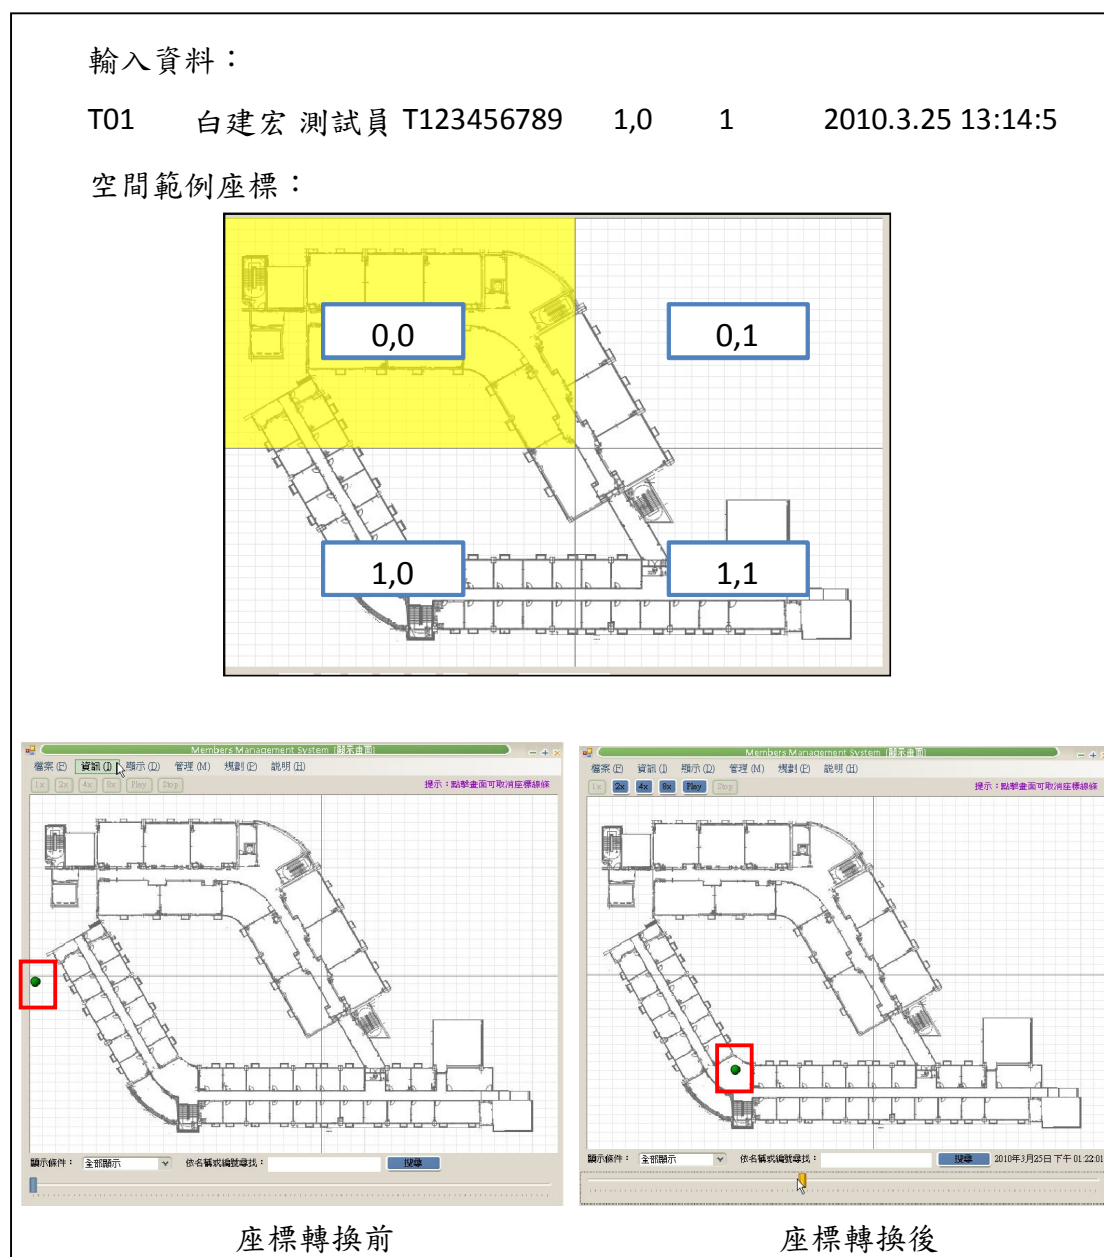 輸入資料：
T01 白建宏 測試員 T123456789 1,0 1 2010.3.25 13:14:5
空間範例座標：
0,0 0,1
1,0 1,1
Members Management System [顯示畫面]
檔案(F) 資訊(I) 顯示(D) 管理(M) 規劃(P) 說明(H)
1x 2x 4x 8x Play Stop 提示：點擊畫面可取消座標線條
顯示條件： 全部顯示 依名稱或編號尋找： 搜尋
座標轉換前
Members Management System [顯示畫面]
檔案(F) 資訊(I) 顯示(D) 管理(M) 規劃(P) 說明(H)
1x 2x 4x 8x Play Stop 提示：點擊畫面可取消座標線條
顯示條件： 全部顯示 依名稱或編號尋找： 搜尋 2010年3月25日 下午 01:22:01
座標轉換後